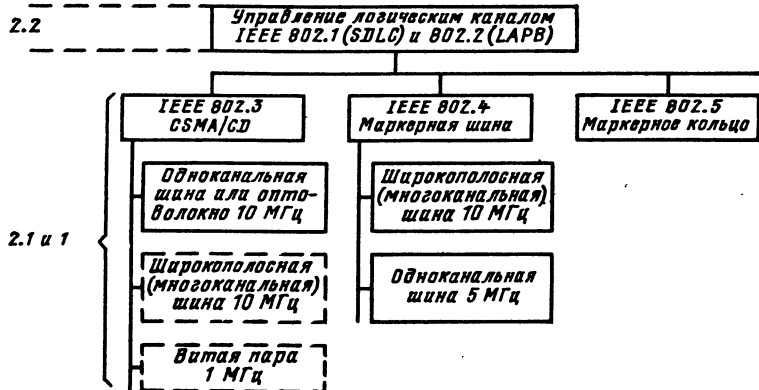 2.2
Управление логическим каналом
IEEE 802.1 (SDLC) и 802.2 (LAPB)
IEEE 802.3
CSMA/CD
IEEE 802.4
Маркерная шина
IEEE 802.5
Маркерное кольцо
2.1 и 1
Одноканальная
шина или опто-
волокно 10 МГц
Широкополосная
(многоканальная)
шина 10 МГц
Витая пара
1 МГц
Широкополосная
(многоканальная)
шина 10 МГц
Одноканальная
шина 5 МГц